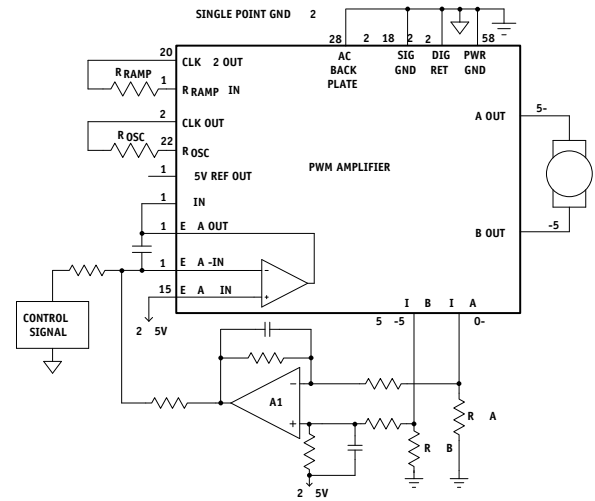 SINGLE POINT GND 2
28 2 18 2 2 58
20 CLK 2 OUT
AC BACK PLATE
SIG GND
DIG RET
PWR GND
R RAMP
1 R RAMP IN
2 CLK OUT
A OUT 5-
R OSC
22 R OSC
1 5V REF OUT
PWM AMPLIFIER
1 IN
1 E A OUT
B OUT -5
1 E A -IN
15 E A IN
CONTROL SIGNAL
2 5V
I B I A
5 -5 0-
A1
R A
R B
2 5V